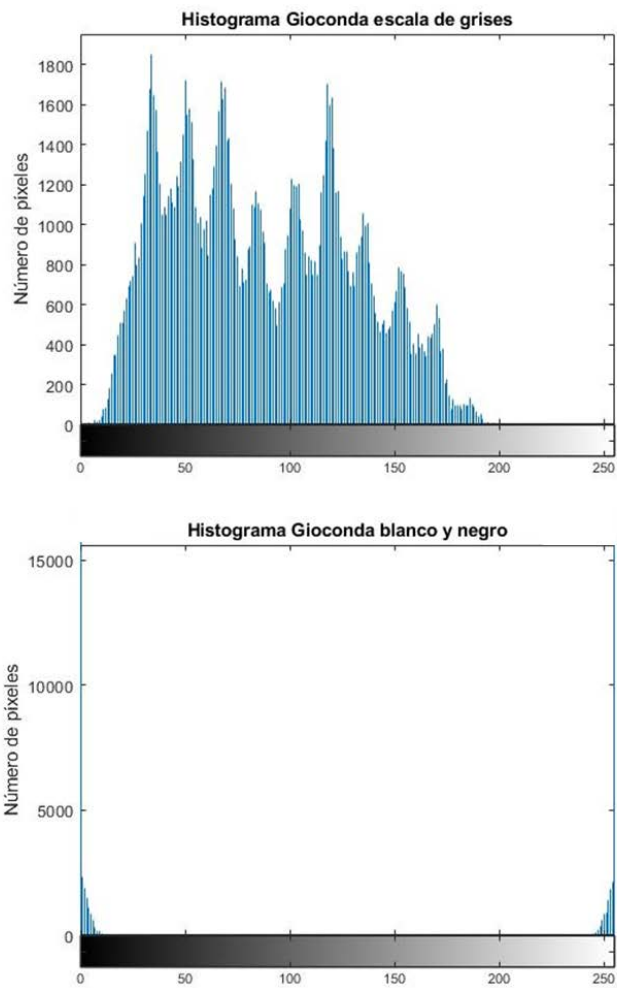 Histograma Gioconda escala de grises
Número de píxeles
1800
1600
1400
1200
1000
800
600
400
200
0
0 50 100 150 200 250
Histograma Gioconda blanco y negro
Número de píxeles
15000
10000
5000
0
0 50 100 150 200 250